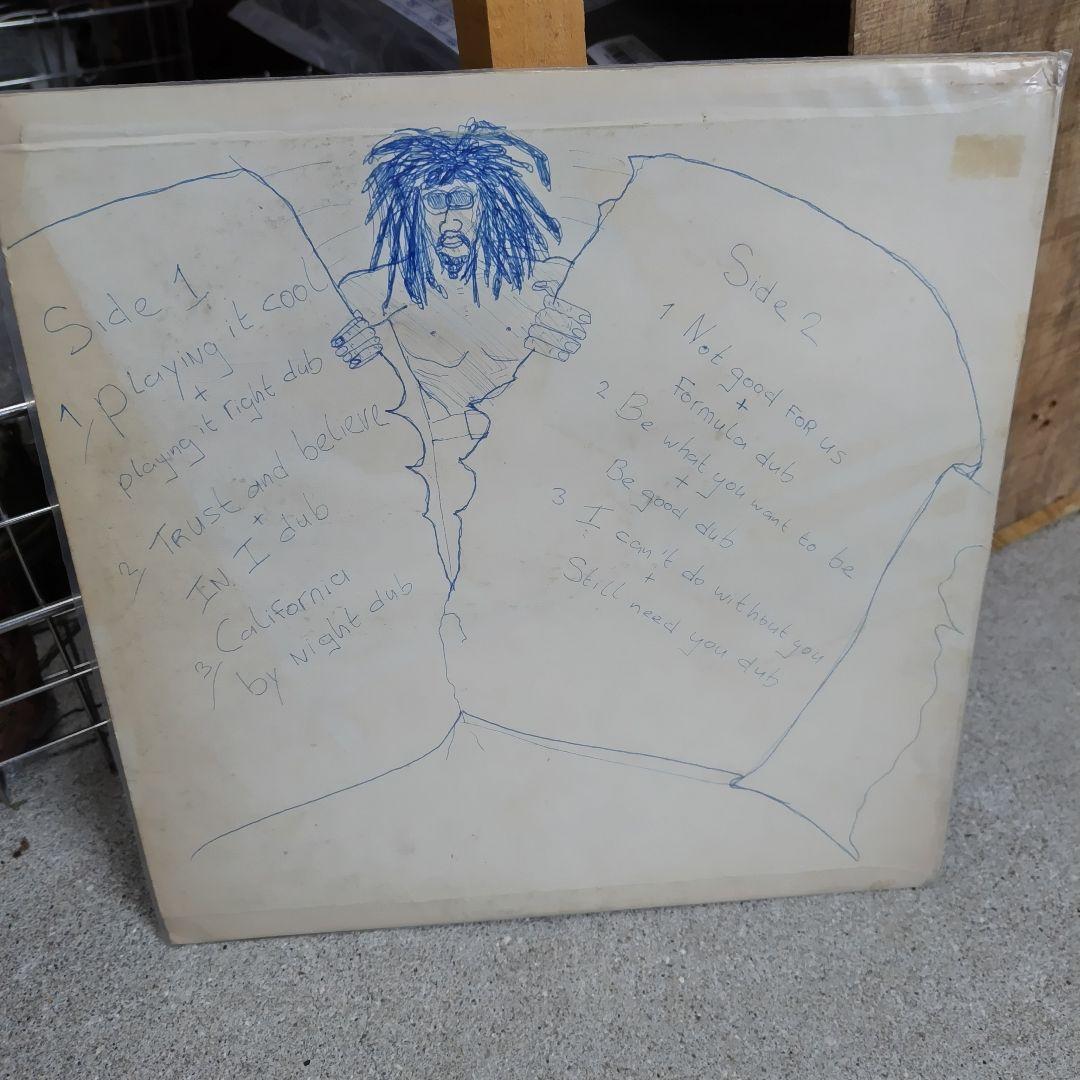 Side 1
1/ Playing it cool
+
playing it right dub
2/ Trust and believe
+
IN I dub
3/ California
by Night dub
Side 2
1 Not good FOR us
+
Formula dub
2 Be what you want to be
+
Be good dub
3 I can't do without you
+
Still need you dub